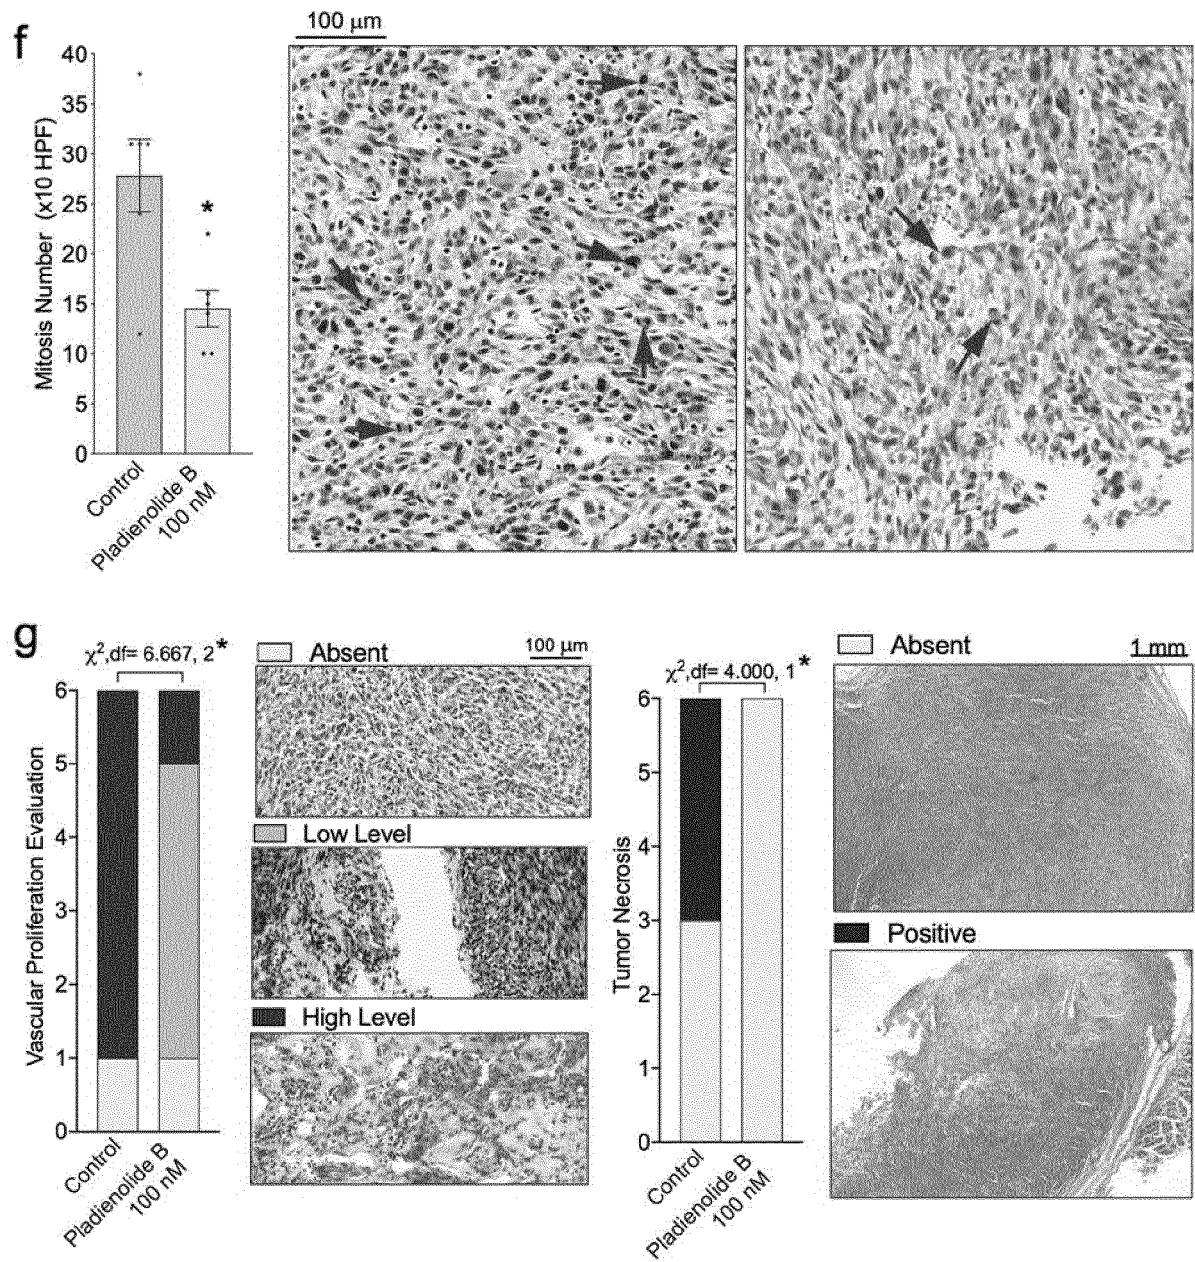 f
100 µm
Mitosis Number (x10 HPF)
40
35
30
25
20
15
10
5
0
*
Control
Pladienolide B
100 nM
g
χ²,df= 6.667, 2 *
Vascular Proliferation Evaluation
6
5
4
3
2
1
0
Control
Pladienolide B
100 nM
Absent
100 µm
Low Level
High Level
χ²,df= 4.000, 1 *
Tumor Necrosis
6
5
4
3
2
1
0
Control
Pladienolide B
100 nM
Absent
1 mm
Positive